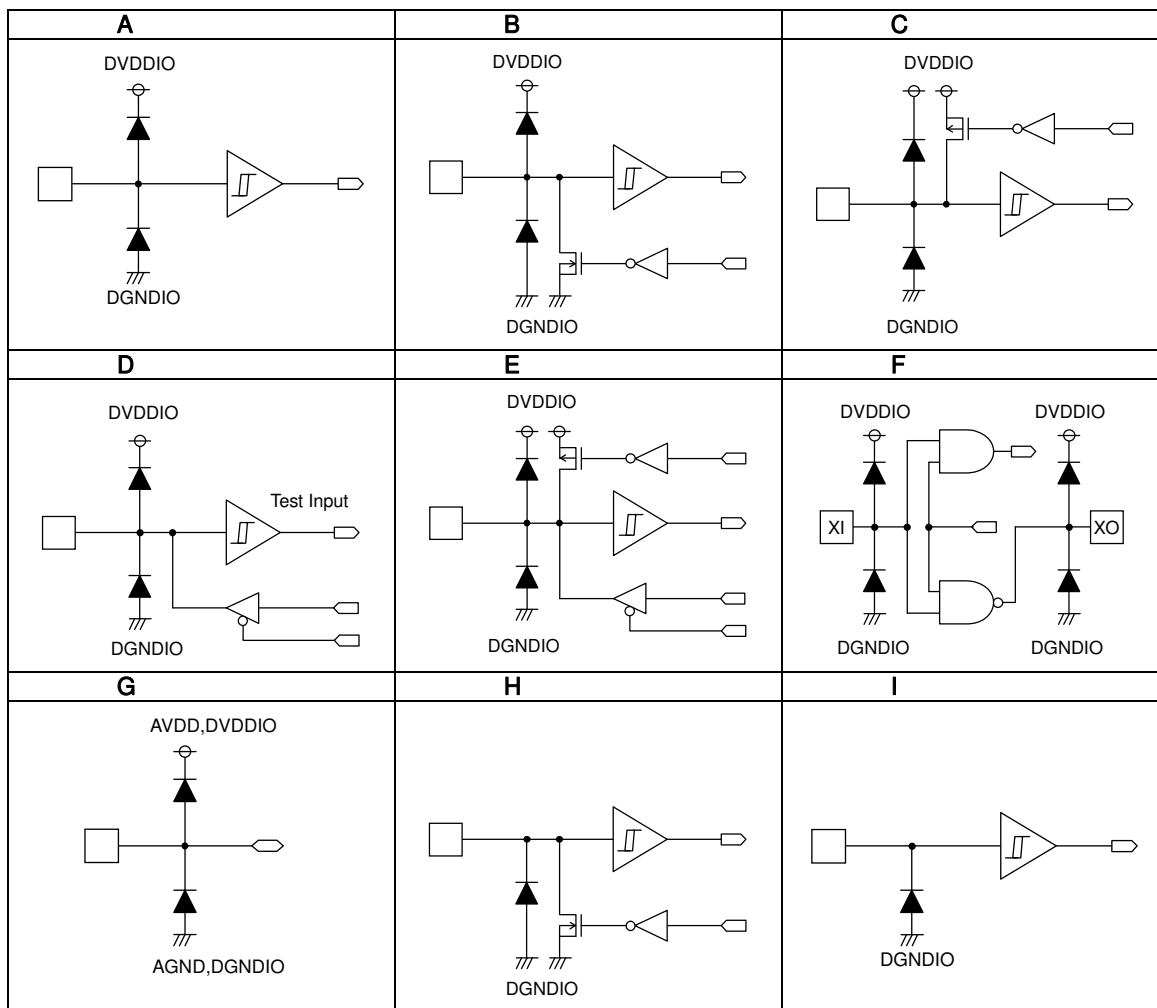 A
B
C
DVDDIO
DGNDIO
DVDDIO
DGNDIO
DVDDIO
DGNDIO
D
E
F
DVDDIO
Test Input
DGNDIO
DVDDIO
DGNDIO
DVDDIO
DVDDIO
XI
XO
DGNDIO
DGNDIO
G
H
I
AVDD,DVDDIO
AGND,DGNDIO
DGNDIO
DGNDIO